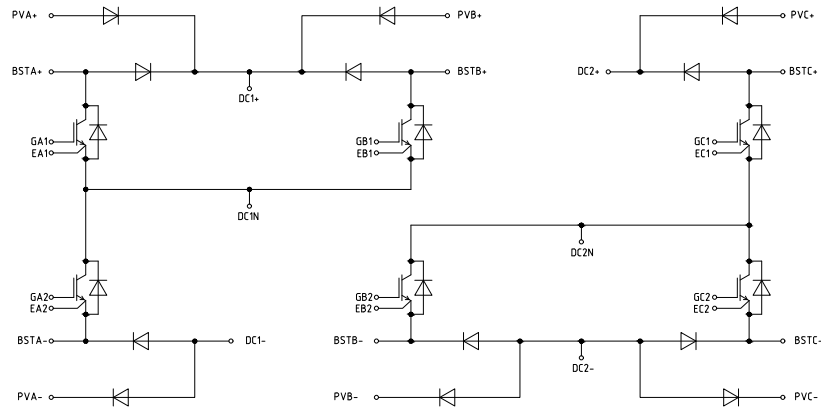 PVA+
PVB+
PVC+
BSTA+
BSTB+
DC2+
BSTC+
DC1+
GA1
EA1
GB1
EB1
GC1
EC1
DC1N
DC2N
GA2
EA2
GB2
EB2
GC2
EC2
BSTA-
DC1-
BSTB-
BSTC-
DC2-
PVA-
PVB-
PVC-